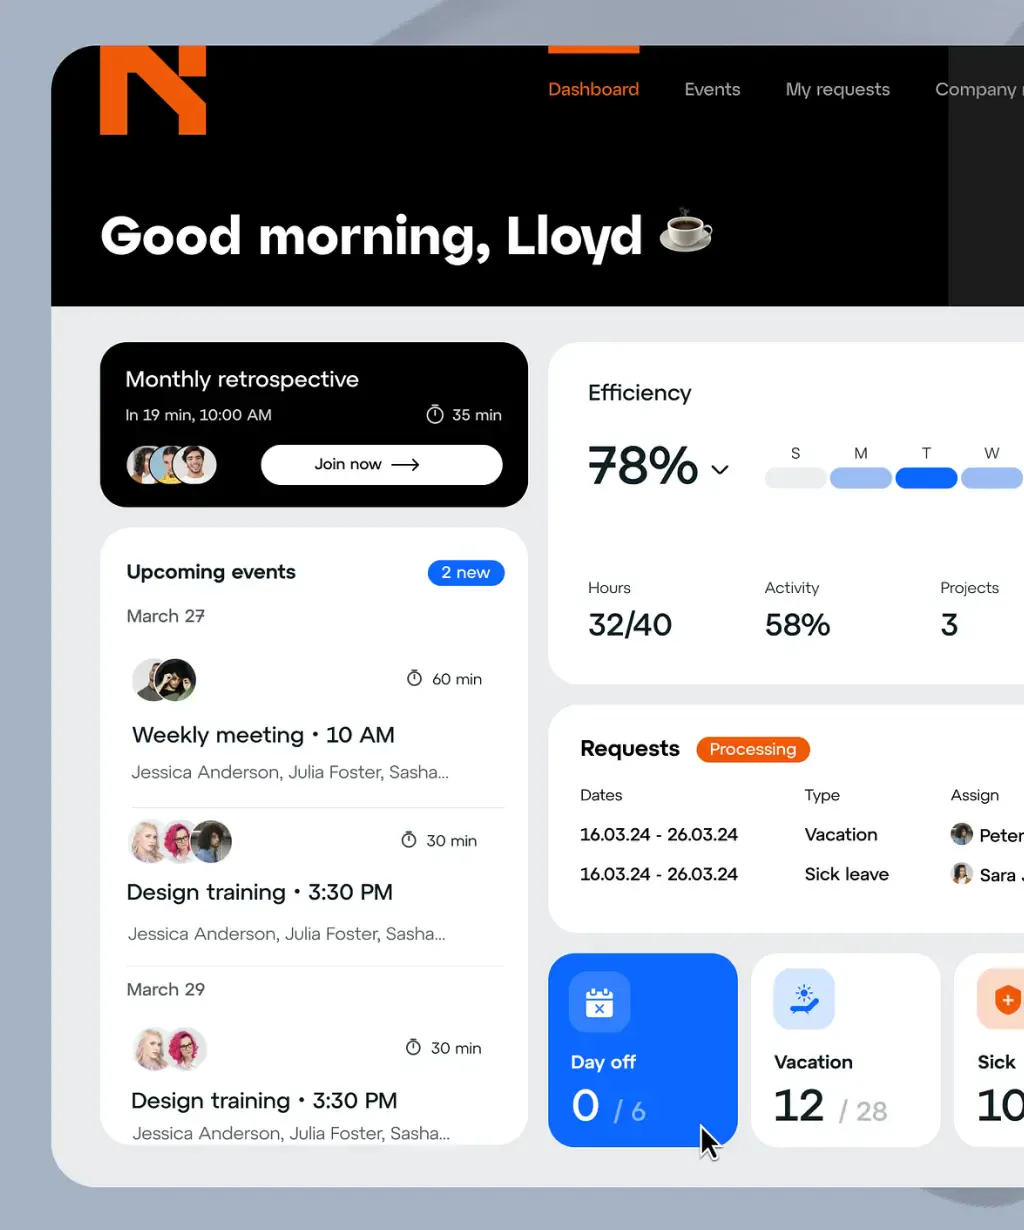 Dashboard Events My requests Company
Good morning, Lloyd
Monthly retrospective
In 19 min, 10:00 AM 35 min
Join now
Upcoming events 2 new
March 27
60 min
Weekly meeting • 10 AM
Jessica Anderson, Julia Foster, Sasha...
30 min
Design training • 3:30 PM
Jessica Anderson, Julia Foster, Sasha...
March 29
30 min
Design training • 3:30 PM
Jessica Anderson, Julia Foster, Sasha...
Efficiency
78%
S M T W
Hours Activity Projects
32/40 58% 3
Requests Processing
Dates Type Assign
16.03.24 - 26.03.24 Vacation Peter
16.03.24 - 26.03.24 Sick leave Sara
Day off
0 / 6
Vacation
12 / 28
Sick
10